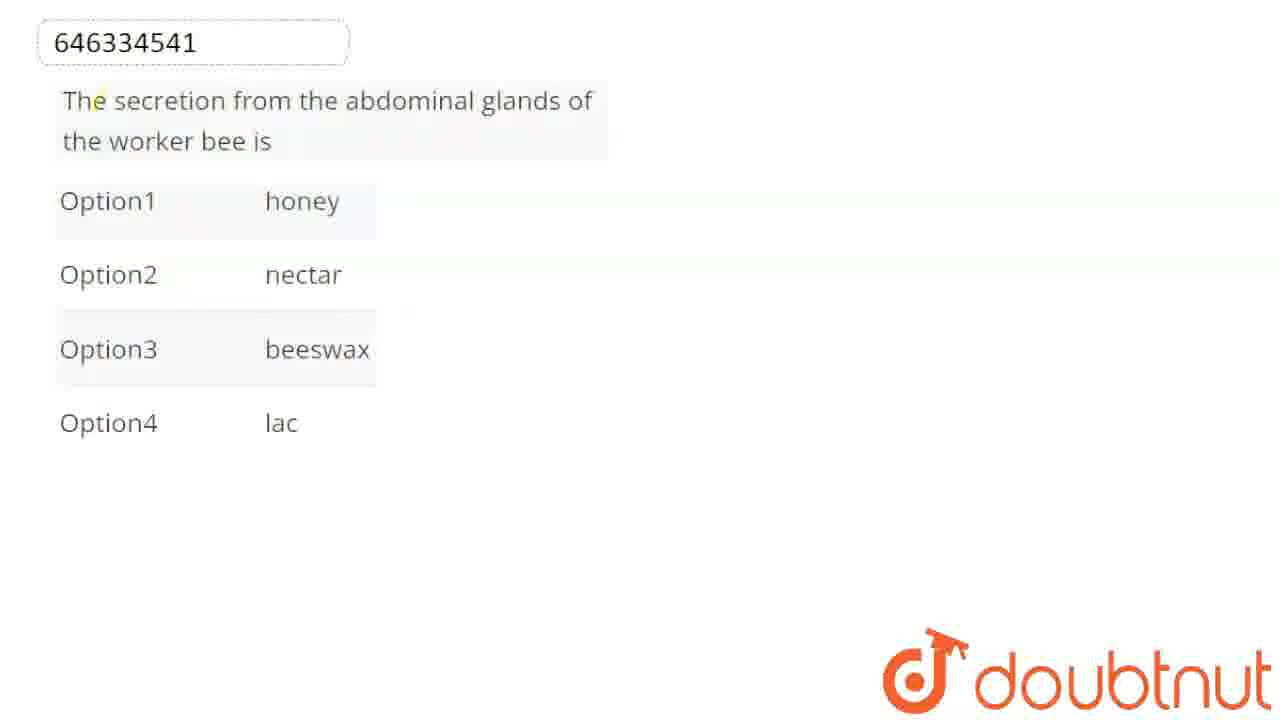 646334541
The secretion from the abdominal glands of
the worker bee is
Option1 honey
Option2 nectar
Option3 beeswax
Option4 lac
doubtnut